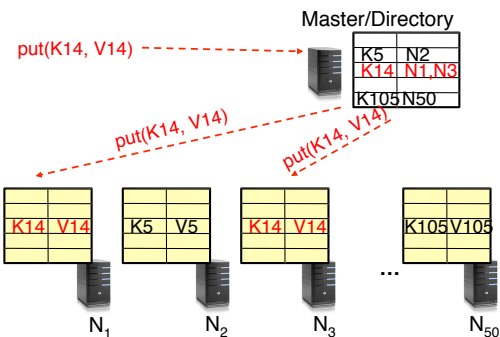 Master/Directory
put(K14, V14)
K5 N2
K14 N1,N3
K105 N50
put(K14, V14)
put(K14, V14)
K14 V14
K5 V5
K14 V14
K105 V105
...
N1
N2
N3
N50